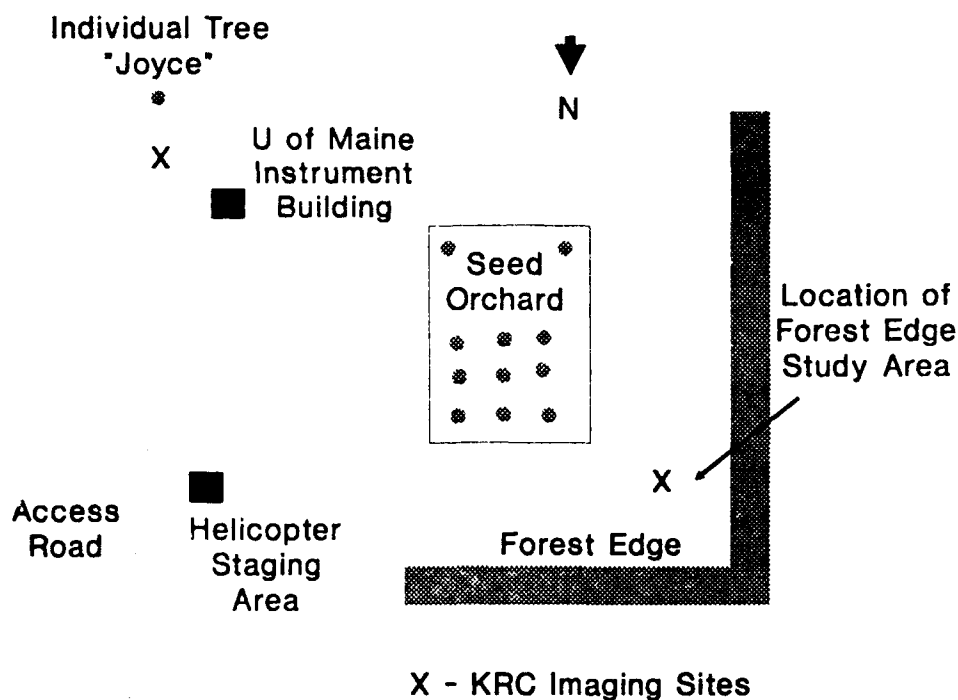 Individual Tree
"Joyce"
X
U of Maine
Instrument
Building
N
Seed
Orchard
Location of
Forest Edge
Study Area
X
Access
Road
Helicopter
Staging
Area
Forest Edge
X - KRC Imaging Sites